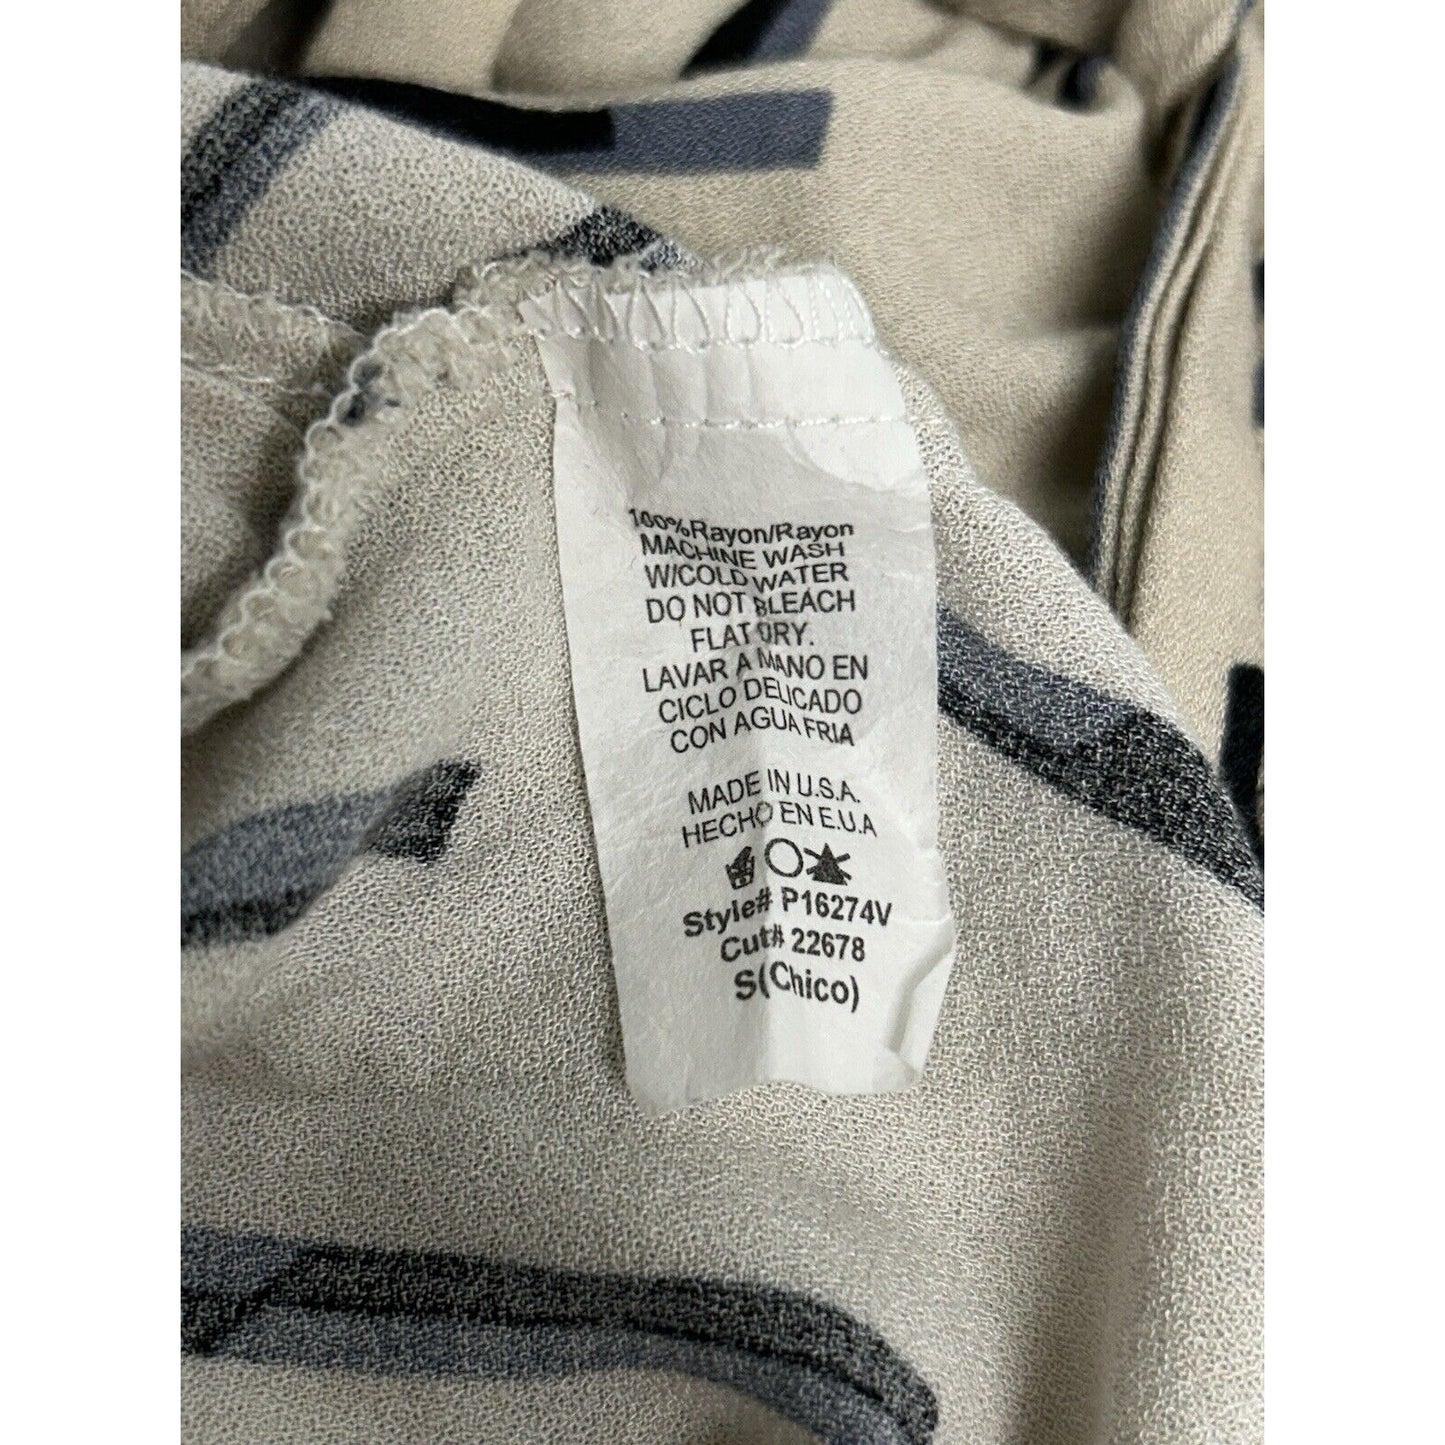 100%Rayon/Rayon
MACHINE WASH
W/COLD WATER
DO NOT BLEACH
FLAT DRY.
LAVAR A MANO EN
CICLO DELICADO
CON AGUA FRIA
MADE IN U.S.A.
HECHO EN E.U.A
Style# P16274V
Cut# 22678
S(Chico)